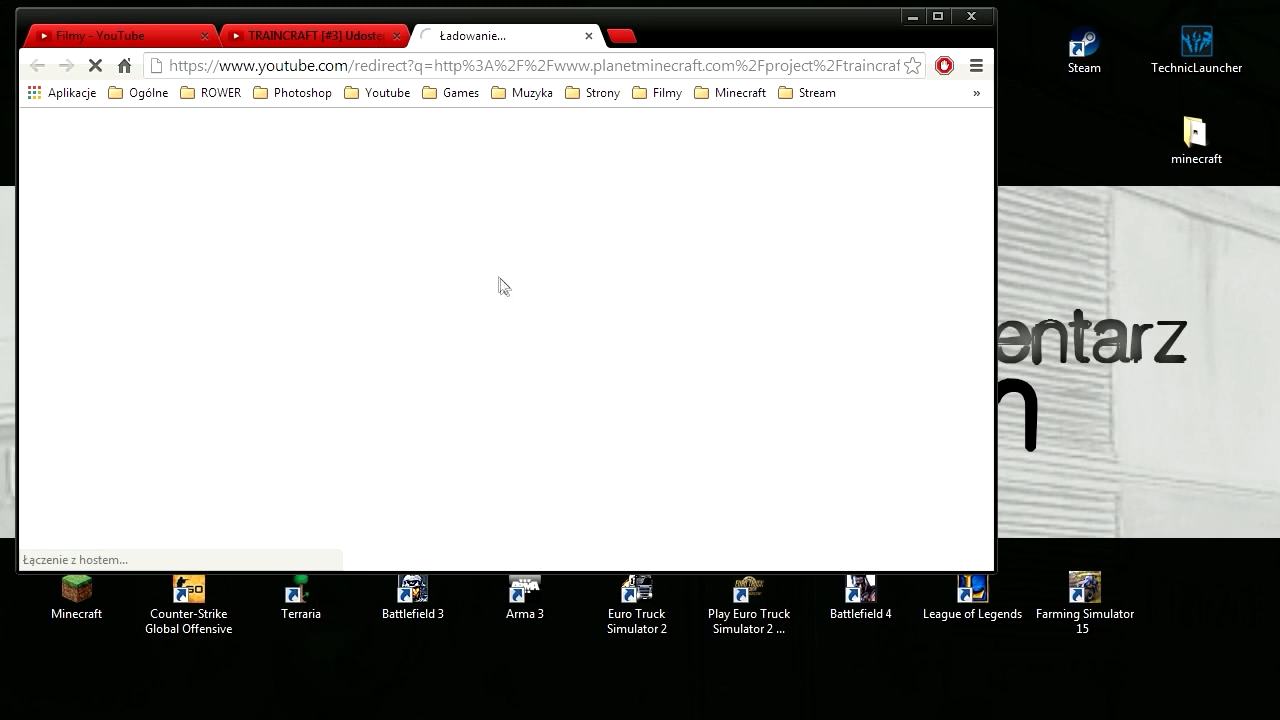 Filmy - YouTube
TRAINCRAFT [#3] Udoste
Ładowanie...
https://www.youtube.com/redirect?q=http%3A%2F%2Fwww.planetminecraft.com%2Fproject%2Ftraincraf
Aplikacje
Ogólne
ROWER
Photoshop
Youtube
Games
Muzyka
Strony
Filmy
Minecraft
Stream
»
Steam
TechnicLauncher
minecraft
entarz
n
Łączenie z hostem...
Minecraft
Counter-Strike
Global Offensive
Terraria
Battlefield 3
Arma 3
Euro Truck
Simulator 2
Play Euro Truck
Simulator 2 ...
Battlefield 4
League of Legends
Farming Simulator
15